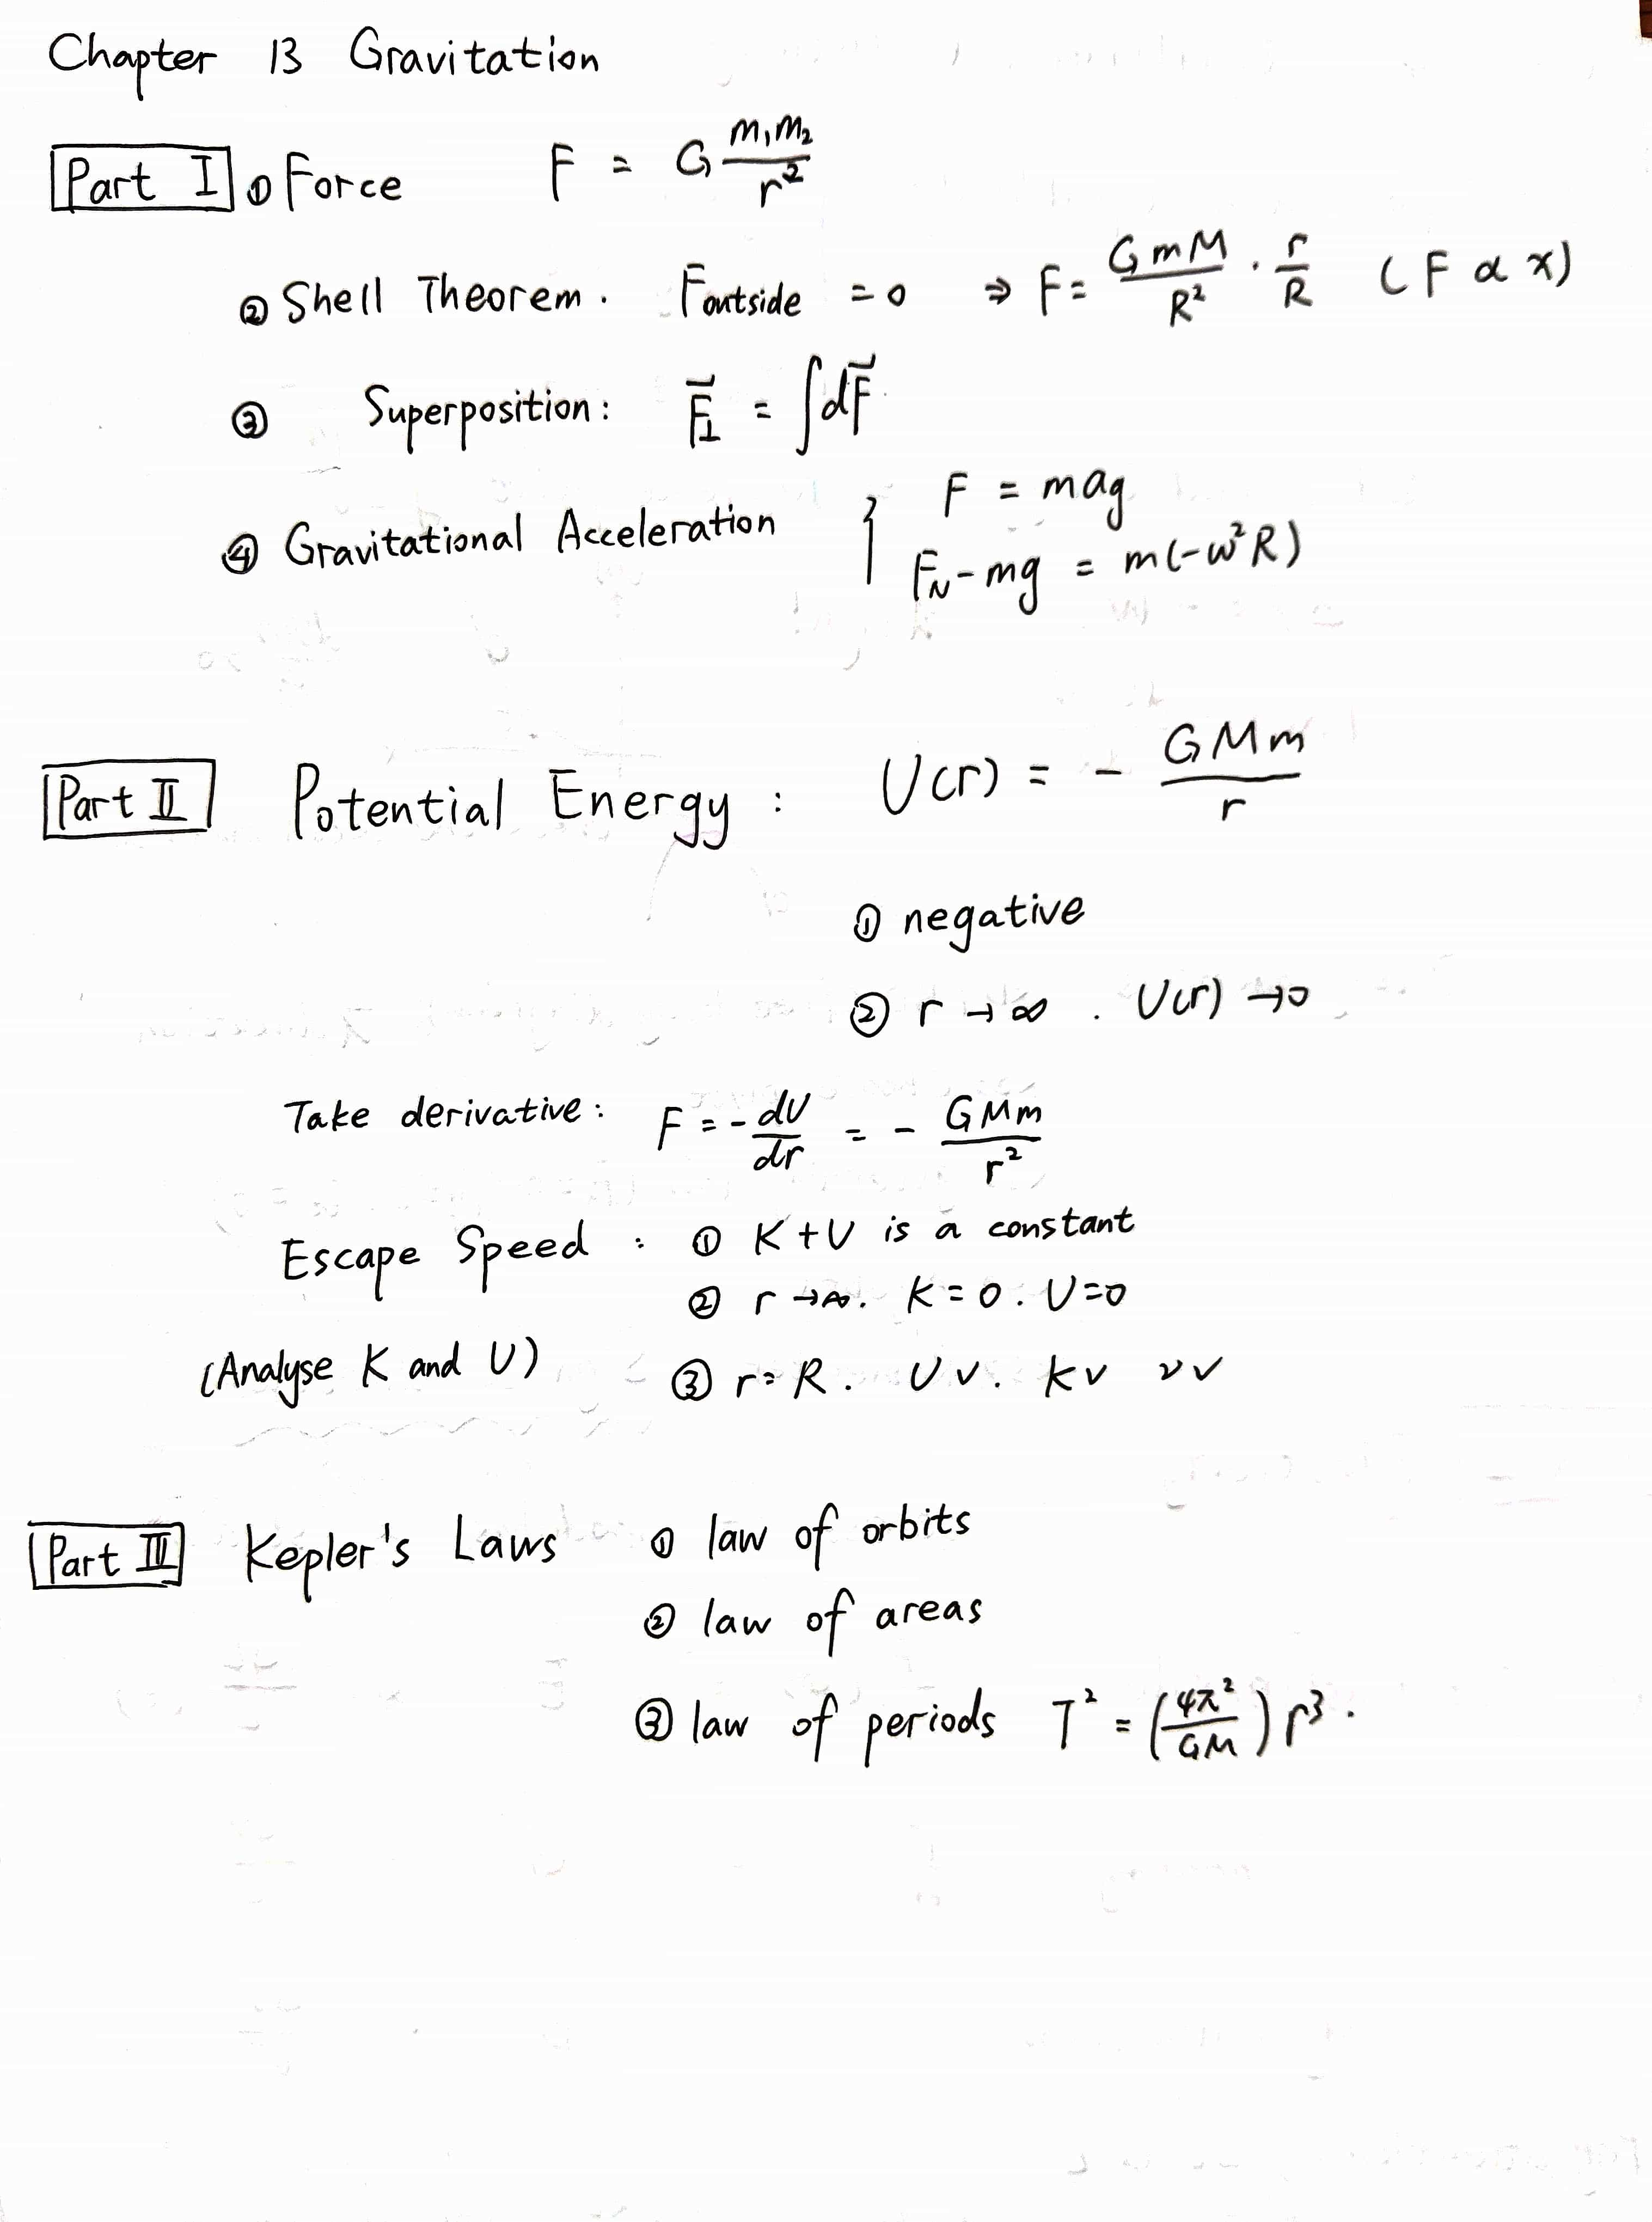 Chapter 13 Gravitation
Part I ① Force F = G m₁m₂/r²
② Shell Theorem. Foutside = 0 ⇒ F = GmM/R² · r/R (F ∝ x)
③ Superposition: F⃗₁ = ∫dF⃗
④ Gravitational Acceleration { F = mag
FN - mg = m(-ω²R)
Part II Potential Energy : U(r) = - GMm/r
① negative
② r → ∞ . U(r) → 0
Take derivative: F = - dU/dr = - GMm/r²
Escape Speed : ① K+U is a constant
② r → ∞. K = 0. U = 0
(Analyse K and U) ③ r = R. U ✓. K ✓ v ✓
Part III Kepler's Laws ① law of orbits
② law of areas
③ law of periods T² = (4π²/GM) r³.